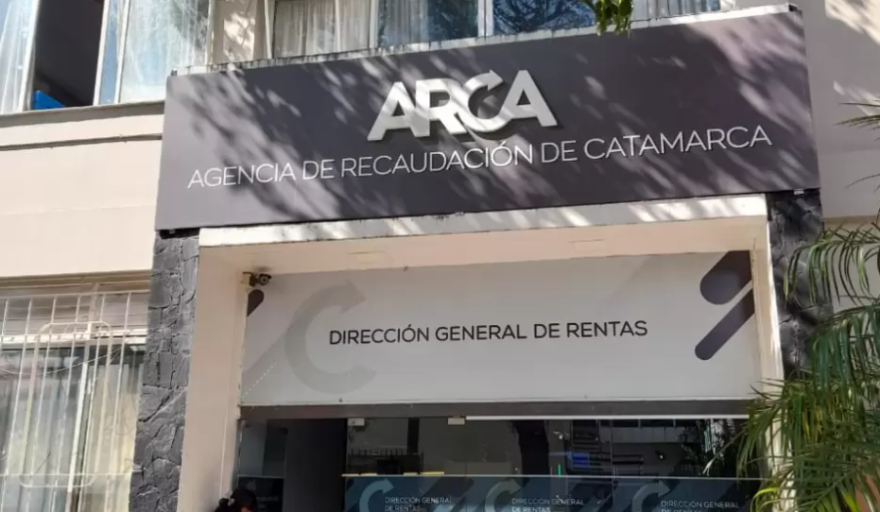 ARCA
AGENCIA DE RECAUDACIÓN DE CATAMARCA
DIRECCIÓN GENERAL DE RENTAS
DIRECCIÓN GENERAL
DE RENTAS
DIRECCIÓN GENERAL
DE RENTAS
DIRECCIÓN GENERAL
DE RENTAS